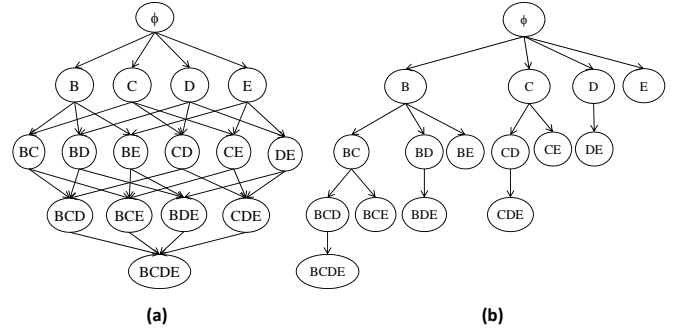 ϕ ϕ
B C D E B C D E
BC BD BE CD CE DE BC BD BE CD CE DE
BCD BCE BDE CDE BCD BCE BDE CDE
BCDE BCDE
(a) (b)